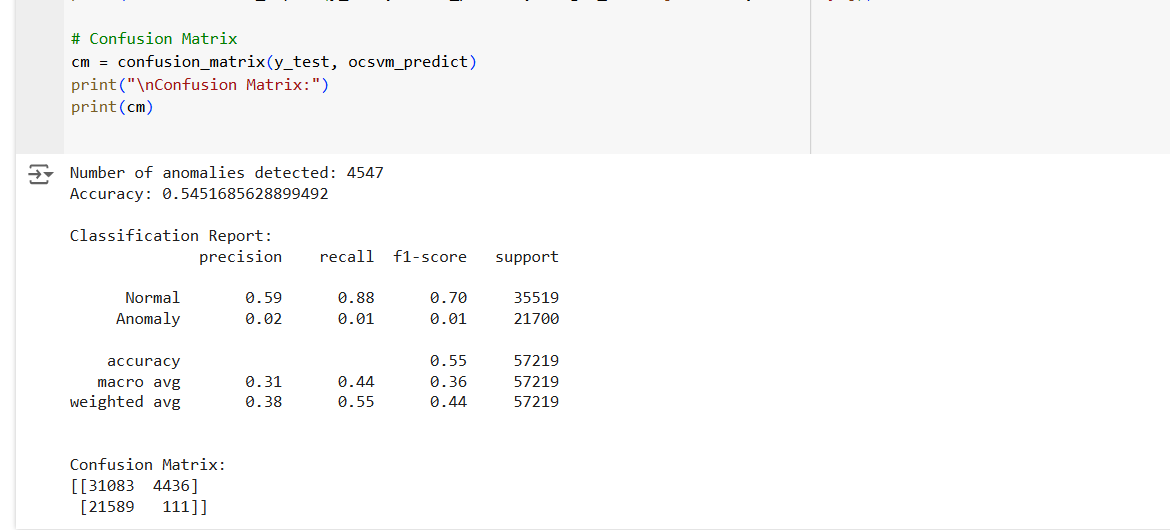 # Confusion Matrix
cm = confusion_matrix(y_test, ocsvm_predict)
print("\nConfusion Matrix:")
print(cm)
Number of anomalies detected: 4547
Accuracy: 0.5451685628899492
Classification Report:
precision recall f1-score support
Normal 0.59 0.88 0.70 35519
Anomaly 0.02 0.01 0.01 21700
accuracy 0.55 57219
macro avg 0.31 0.44 0.36 57219
weighted avg 0.38 0.55 0.44 57219
Confusion Matrix:
[[31083 4436]
[21589 111]]